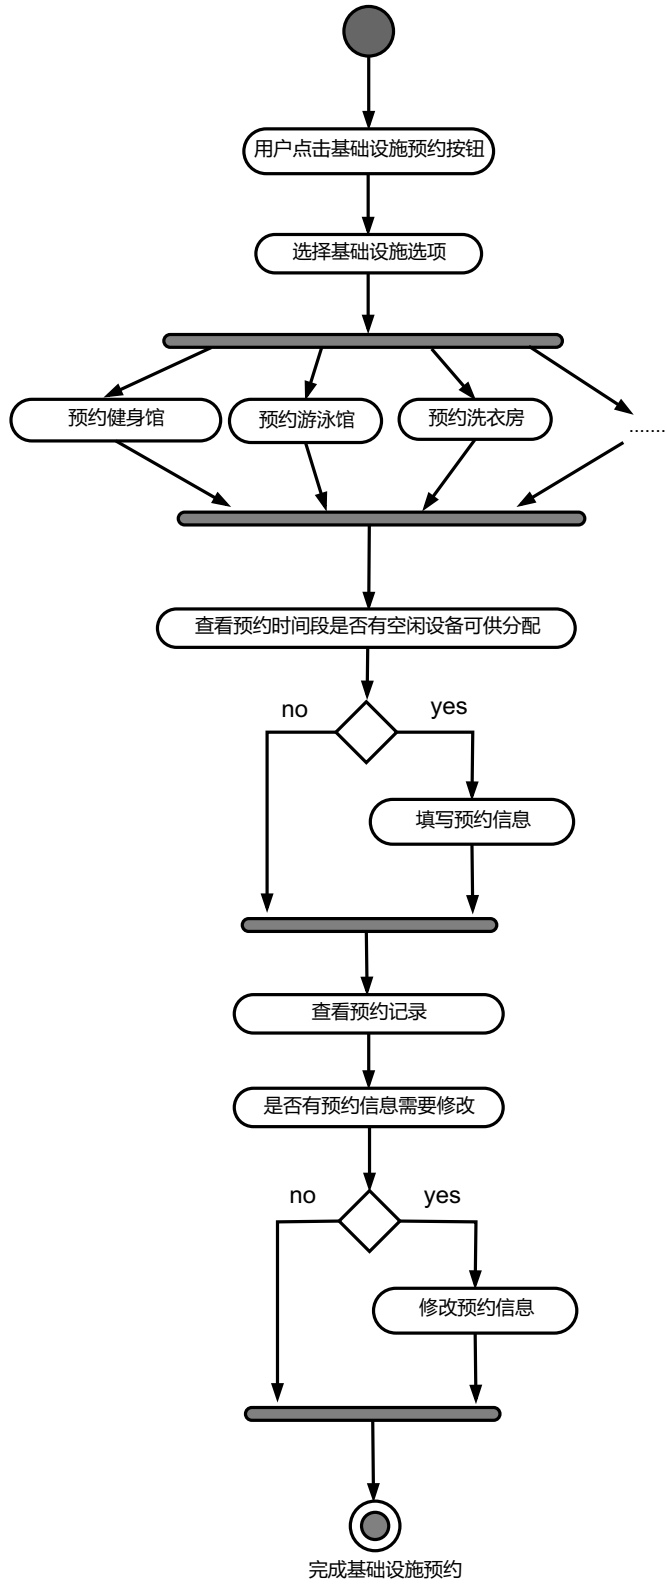 用户点击基础设施预约按钮
选择基础设施选项
预约健身馆
预约游泳馆
预约洗衣房
.......
查看预约时间段是否有空闲设备可供分配
no
yes
填写预约信息
查看预约记录
是否有预约信息需要修改
no
yes
修改预约信息
完成基础设施预约